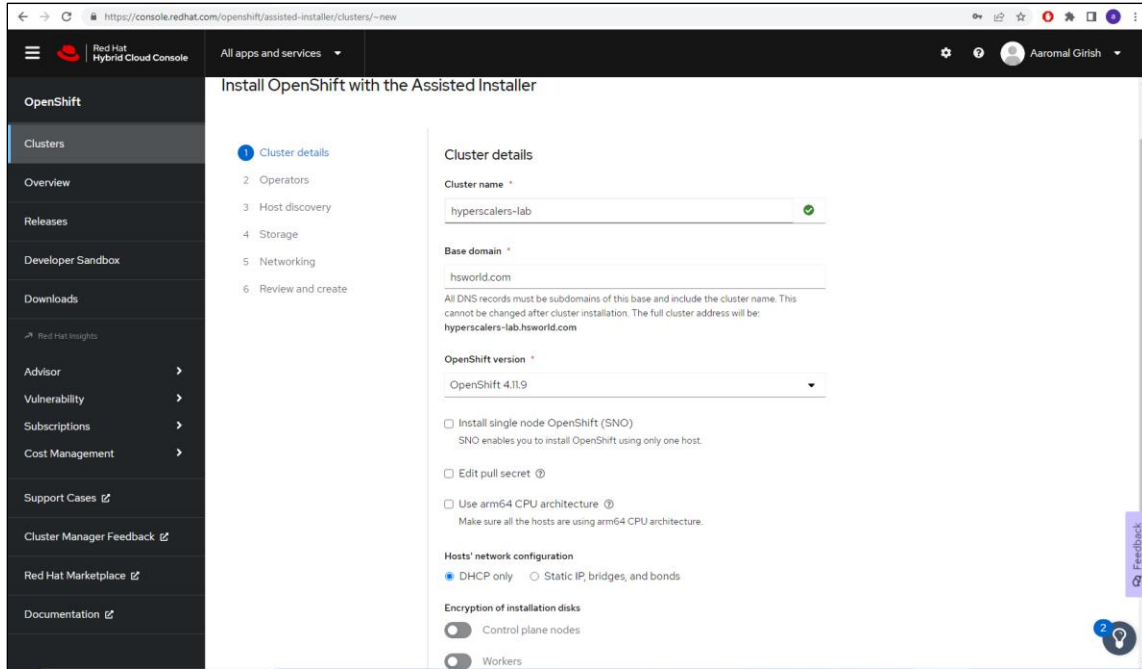 https://console.redhat.com/openshift/assisted-installer/clusters/~new
Red Hat
Hybrid Cloud Console
All apps and services
Aaromal Girish
OpenShift
Clusters
Overview
Releases
Developer Sandbox
Downloads
Red Hat Insights
Advisor
Vulnerability
Subscriptions
Cost Management
Support Cases
Cluster Manager Feedback
Red Hat Marketplace
Documentation
Install OpenShift with the Assisted Installer
1 Cluster details
2 Operators
3 Host discovery
4 Storage
5 Networking
6 Review and create
Cluster details
Cluster name *
hyperscalers-lab
Base domain *
hsworld.com
All DNS records must be subdomains of this base and include the cluster name. This
cannot be changed after cluster installation. The full cluster address will be:
hyperscalers-lab.hsworld.com
OpenShift version *
OpenShift 4.11.9
Install single node OpenShift (SNO)
SNO enables you to install OpenShift using only one host.
Edit pull secret
Use arm64 CPU architecture
Make sure all the hosts are using arm64 CPU architecture.
Hosts' network configuration
DHCP only Static IP, bridges, and bonds
Encryption of installation disks
Control plane nodes
Workers
Feedback
2
a